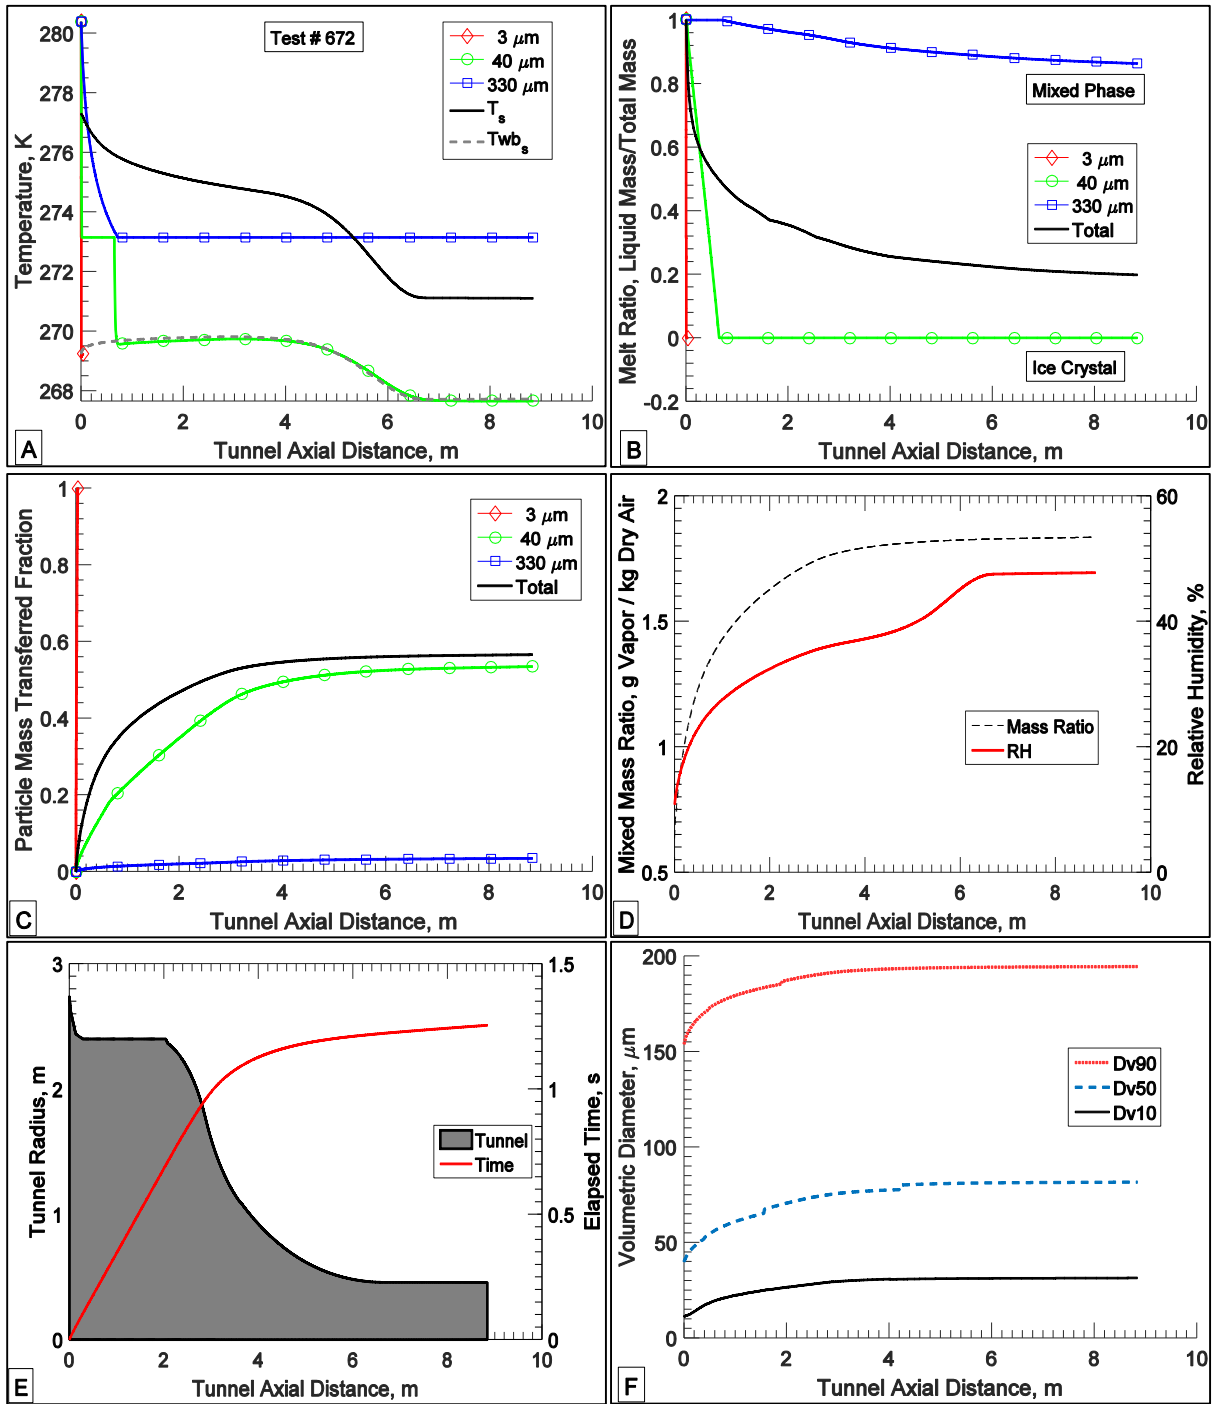 Test # 672
3 μm
40 μm
330 μm
Ts
Twbs
280
278
276
274
272
270
268
Temperature, K
0
2
4
6
8
10
Tunnel Axial Distance, m
A
1
0.8
0.6
0.4
0.2
0
-0.2
Melt Ratio, Liquid Mass/Total Mass
Mixed Phase
3 μm
40 μm
330 μm
Total
Ice Crystal
0
2
4
6
8
10
Tunnel Axial Distance, m
B
1
0.8
0.6
0.4
0.2
0
Particle Mass Transferred Fraction
3 μm
40 μm
330 μm
Total
0
2
4
6
8
10
Tunnel Axial Distance, m
C
2
1.5
1
0.5
Mixed Mass Ratio, g Vapor / kg Dry Air
60
40
20
0
Relative Humidity, %
Mass Ratio
RH
0
2
4
6
8
10
Tunnel Axial Distance, m
D
3
2
1
0
Tunnel Radius, m
1.5
1
0.5
0
Elapsed Time, s
Tunnel
Time
0
2
4
6
8
10
Tunnel Axial Distance, m
E
200
150
100
50
0
Volumetric Diameter, μm
Dv90
Dv50
Dv10
0
2
4
6
8
10
Tunnel Axial Distance, m
F